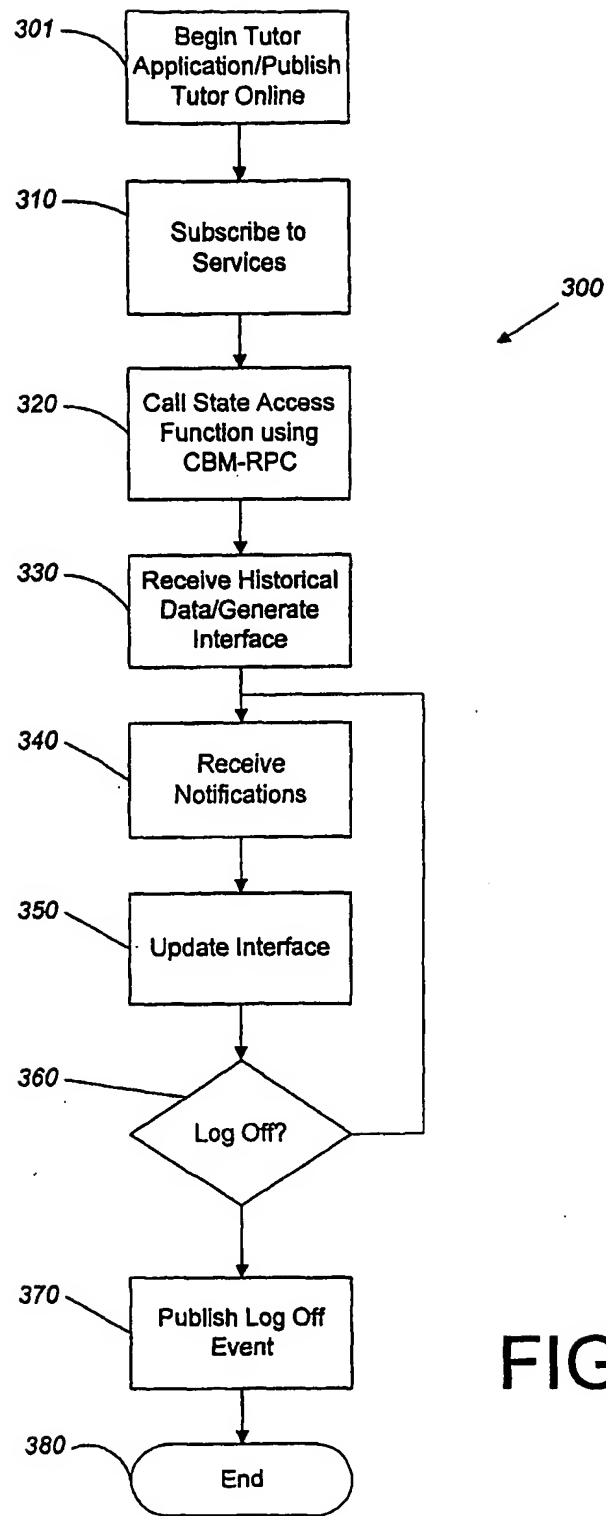 301
Begin Tutor
Application/Publish
Tutor Online
310
Subscribe to
Services
300
320
Call State Access
Function using
CBM-RPC
330
Receive Historical
Data/Generate
Interface
340
Receive
Notifications
350
Update Interface
360
Log Off?
370
Publish Log Off
Event
FIG
380
End